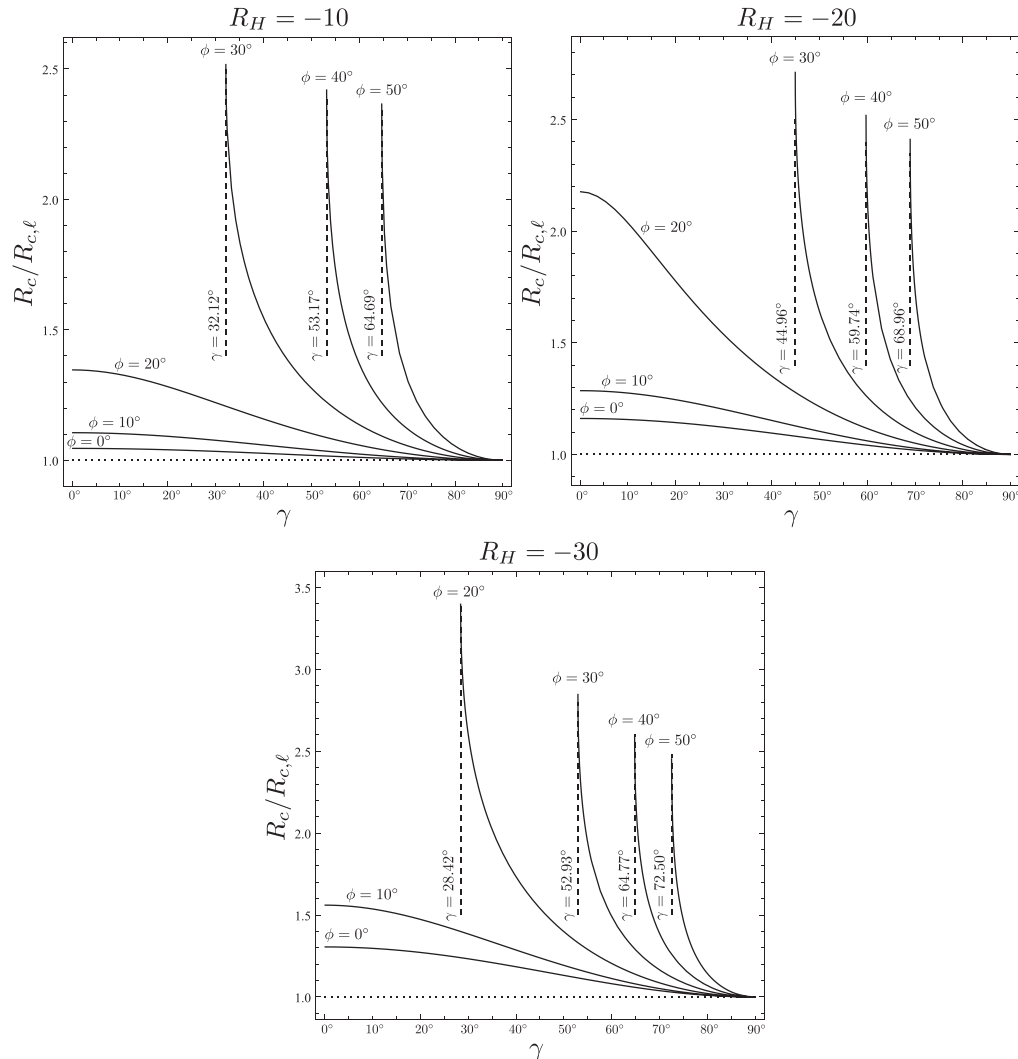 R_H = −10
R_c/R_{c,ℓ}
2.5
2.0
1.5
1.0
ϕ = 30°
ϕ = 40°
ϕ = 50°
γ = 32.12°
γ = 53.17°
γ = 64.69°
ϕ = 20°
ϕ = 10°
ϕ = 0°
0° 10° 20° 30° 40° 50° 60° 70° 80° 90°
γ
R_H = −20
R_c/R_{c,ℓ}
2.5
2.0
1.5
1.0
ϕ = 30°
ϕ = 40°
ϕ = 50°
ϕ = 20°
γ = 44.96°
γ = 59.74°
γ = 68.96°
ϕ = 10°
ϕ = 0°
0° 10° 20° 30° 40° 50° 60° 70° 80° 90°
γ
R_H = −30
R_c/R_{c,ℓ}
3.5
3.0
2.5
2.0
1.5
1.0
ϕ = 20°
ϕ = 30°
ϕ = 40°
ϕ = 50°
γ = 28.42°
γ = 52.93°
γ = 64.77°
γ = 72.50°
ϕ = 10°
ϕ = 0°
0° 10° 20° 30° 40° 50° 60° 70° 80° 90°
γ